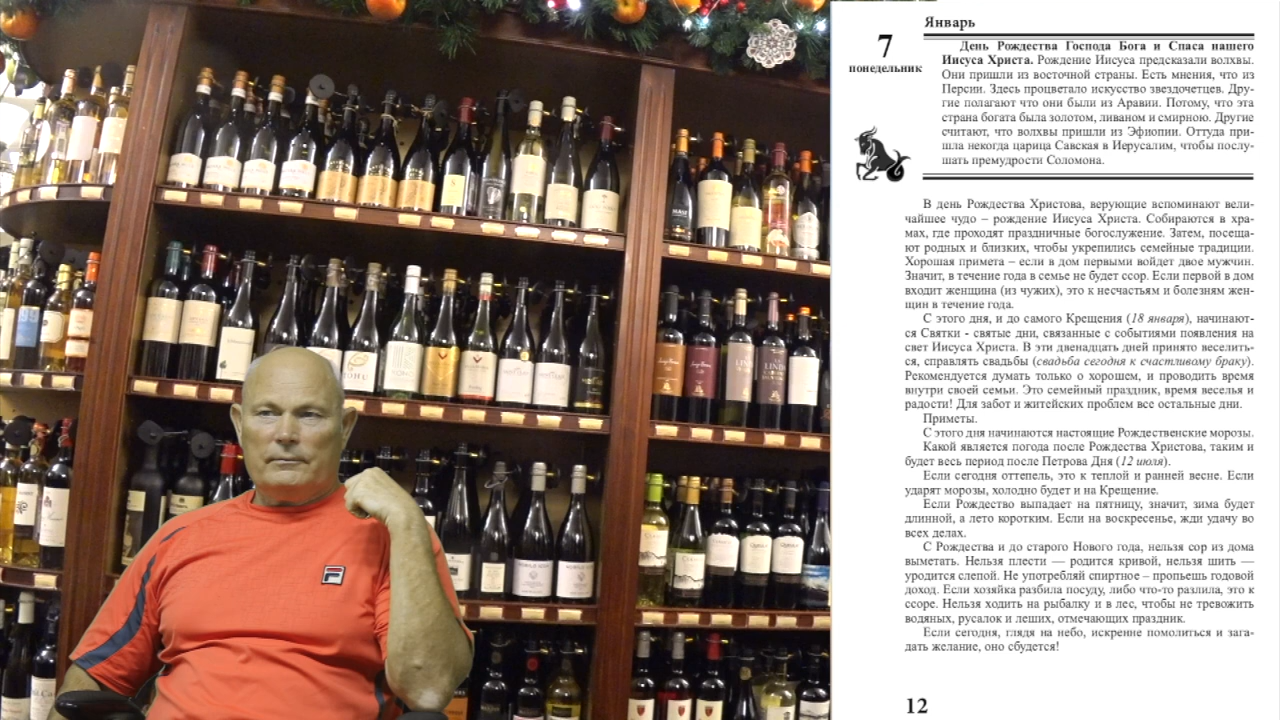 Январь
7
понедельник
День Рождества Господа Бога и Спаса нашего
Иисуса Христа. Рождение Иисуса предсказали волхвы.
Они пришли из восточной страны. Есть мнения, что из
Персии. Здесь процветало искусство звездочетцев. Дру-
гие полагают что они были из Аравии. Потому, что эта
страна богата была золотом, ливаном и смирною. Другие
считают, что волхвы пришли из Эфиопии. Оттуда при-
шла некогда царица Савская в Иерусалим, чтобы послу-
шать премудрости Соломона.
В день Рождества Христова, верующие вспоминают вели-
чайшее чудо – рождение Иисуса Христа. Собираются в хра-
мах, где проходят праздничные богослужение. Затем, посеща-
ют родных и близких, чтобы укрепились семейные традиции.
Хорошая примета – если в дом первыми войдет двое мужчин.
Значит, в течение года в семье не будет ссор. Если первой в дом
входит женщина (из чужих), это к несчастьям и болезням жен-
щин в течение года.
С этого дня, и до самого Крещения (18 января), начинают-
ся Святки - святые дни, связанные с событиями появления на
свет Иисуса Христа. В эти двенадцать дней принято веселить-
ся, справлять свадьбы (свадьба сегодня к счастливому браку).
Рекомендуется думать только о хорошем, и проводить время
внутри своей семьи. Это семейный праздник, время веселья и
радости! Для забот и житейских проблем все остальные дни.
Приметы.
С этого дня начинаются настоящие Рождественские морозы.
Какой является погода после Рождества Христова, таким и
будет весь период после Петрова Дня (12 июля).
Если сегодня оттепель, это к теплой и ранней весне. Если
ударят морозы, холодно будет и на Крещение.
Если Рождество выпадает на пятницу, значит, зима будет
длинной, а лето коротким. Если на воскресенье, жди удачу во
всех делах.
С Рождества и до старого Нового года, нельзя сор из дома
выметать. Нельзя плести — родится кривой, нельзя шить —
уродится слепой. Не употребляй спиртное – пропьешь годовой
доход. Если хозяйка разбила посуду, либо что-то разлила, это к
ссоре. Нельзя ходить на рыбалку и в лес, чтобы не тревожить
водяных, русалок и леших, отмечающих праздник.
Если сегодня, глядя на небо, искренне помолиться и зага-
дать желание, оно сбудется!
12